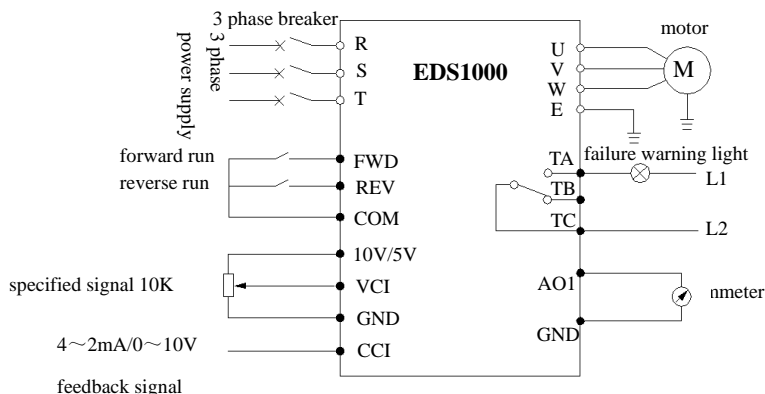 3 phase breaker
3 phase
power supply
R
S
T
EDS1000
U
V
W
E
motor
M
forward run
reverse run
FWD
REV
COM
TA
TB
TC
failure warning light
L1
L2
10V/5V
specified signal 10K
VCI
GND
4～2mA/0～10V
CCI
feedback signal
AO1
GND
nmeter